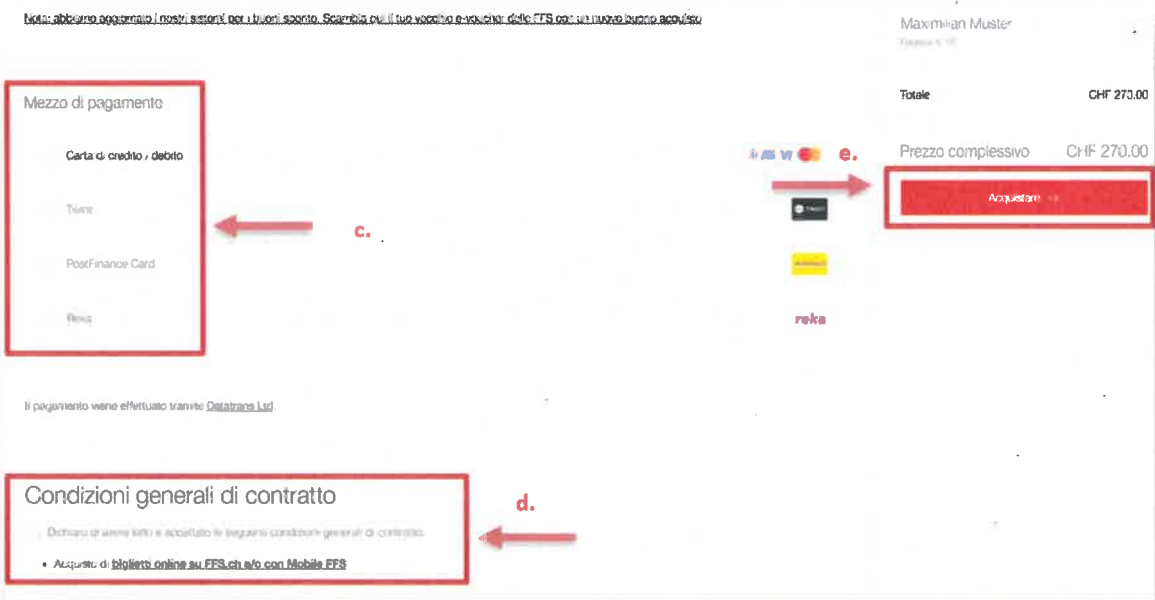 Nota: abbiamo aggiornato i nostri sistemi per i buoni sconto. Scambia qui il tuo vecchio e-voucher delle FFS con un nuovo buono acquisto
Maximilian Muster
Totale CHF 270.00
Prezzo complessivo CHF 270.00
e.
Acquistare
Mezzo di pagamento
Carta di credito / debito
Twint
PostFinance Card
Reka
c.
reka
Il pagamento viene effettuato tramite Datatrans Ltd.
Condizioni generali di contratto
Dichiaro di avere letto e accettato le seguenti condizioni generali di contratto.
• Acquisto di biglietti online su FFS.ch e/o con Mobile FFS
d.